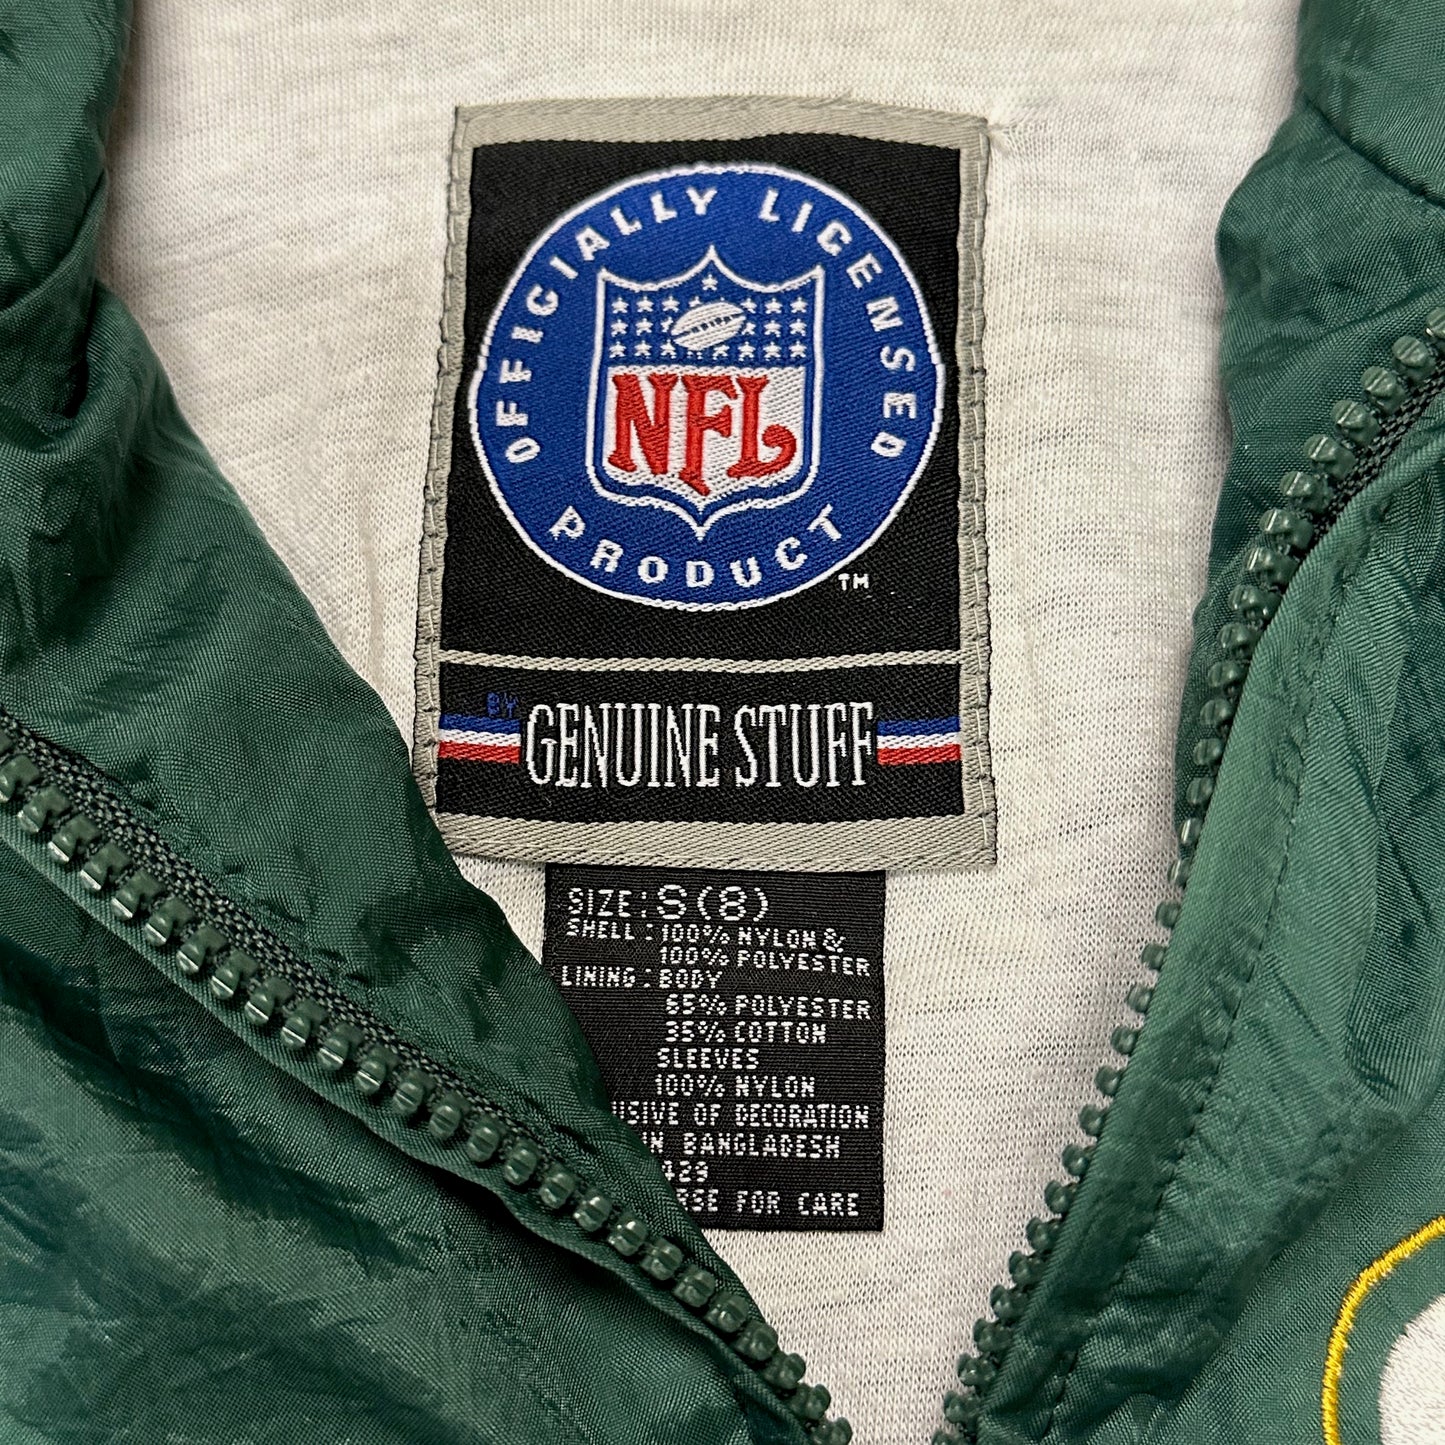 OFFICIALLY LICENSED
NFL
PRODUCT
TM
BY
GENUINE STUFF
SIZE: S(8)
SHELL: 100% NYLON &
100% POLYESTER
LINING: BODY
65% POLYESTER
35% COTTON
SLEEVES
100% NYLON
USIVE OF DECORATION
IN BANGLADESH
429
RSE FOR CARE